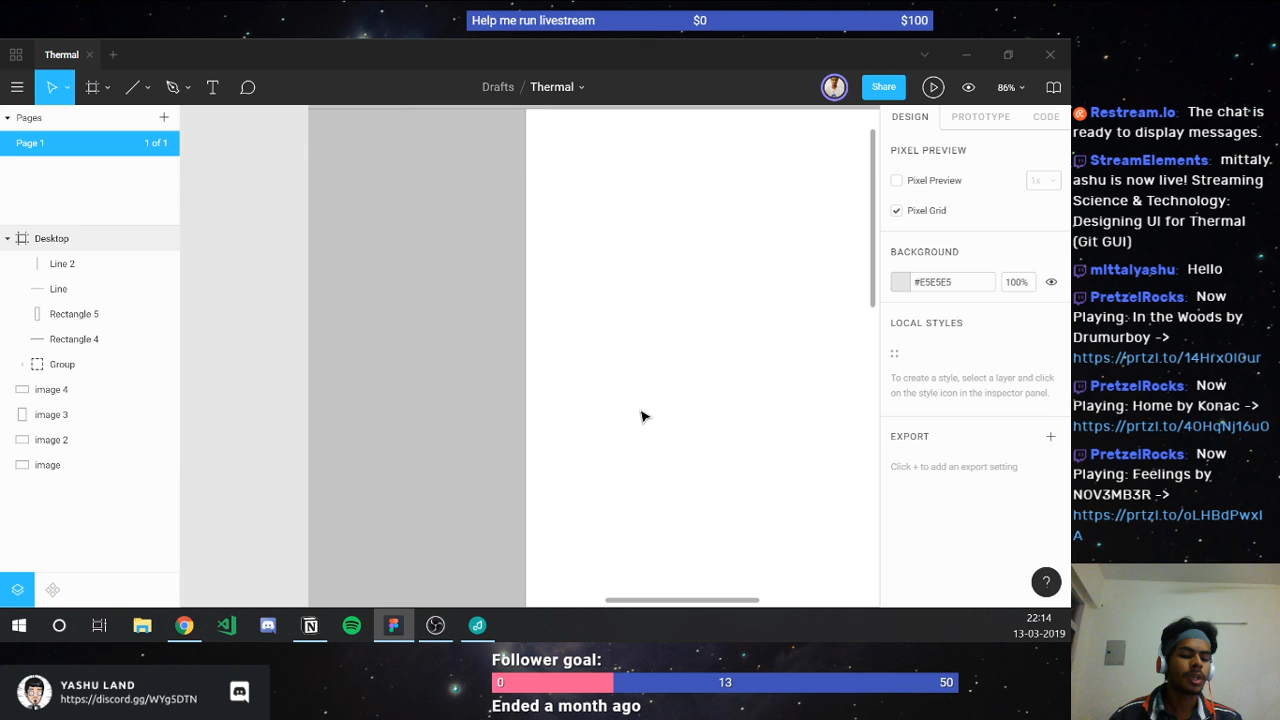 Help me run livestream $0 $100
Thermal
Drafts / Thermal
Share
86%
Pages
Page 1 1 of 1
Desktop
Line 2
Line
Rectangle 5
Rectangle 4
Group
image 4
image 3
image 2
image
DESIGN PROTOTYPE CODE
PIXEL PREVIEW
Pixel Preview 1x
Pixel Grid
BACKGROUND
#E5E5E5 100%
LOCAL STYLES
To create a style, select a layer and click
on the style icon in the inspector panel.
EXPORT
Click + to add an export setting
?
22:14
13-03-2019
Restream.io: The chat is
ready to display messages.
StreamElements: mittaly.
ashu is now live! Streaming
Science & Technology:
Designing UI for Thermal
(Git GUI)
mittalyashu: Hello
PretzelRocks: Now
Playing: In the Woods by
Drumurboy ->
https://prtzl.to/14Hrx0I0ur
PretzelRocks: Now
Playing: Home by Konac ->
https://prtzl.to/40HqNj16u0
PretzelRocks: Now
Playing: Feelings by
N0V3MB3R ->
https://prtzl.to/oLHBdPwxI
A
Follower goal:
0 13 50
Ended a month ago
YASHU LAND
https://discord.gg/WYg5DTN